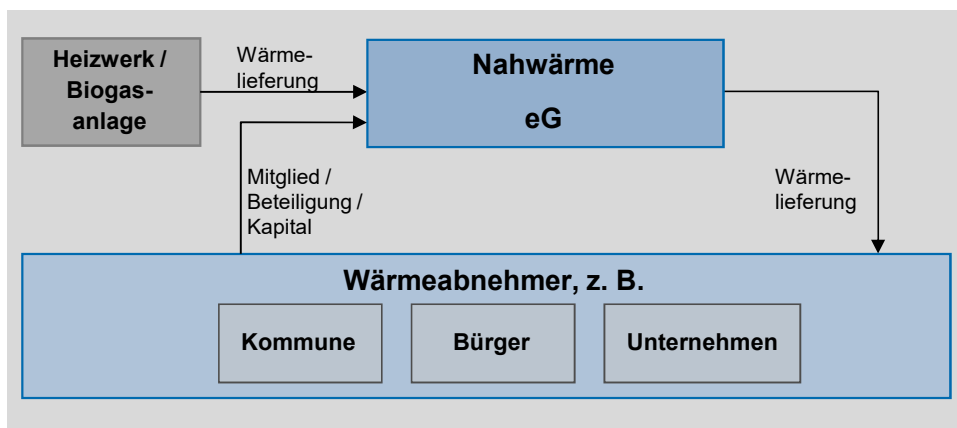 Heizwerk /
Biogas-
anlage
Wärme-
lieferung
Nahwärme
eG
Mitglied /
Beteiligung /
Kapital
Wärme-
lieferung
Wärmeabnehmer, z. B.
Kommune
Bürger
Unternehmen